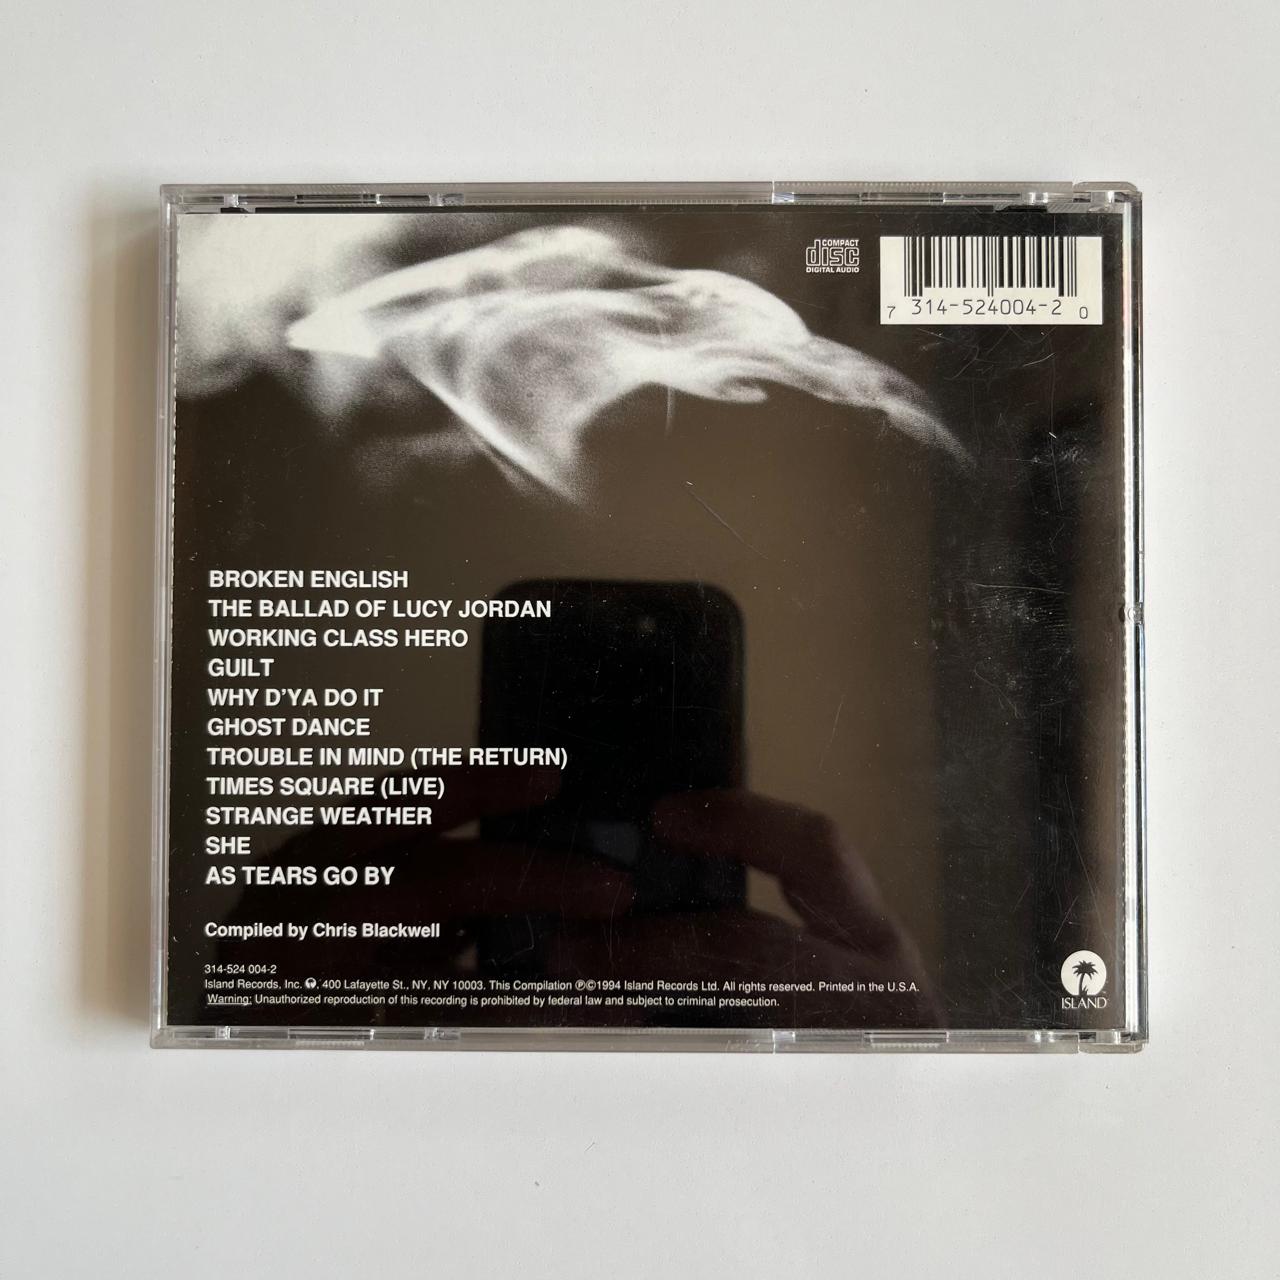 COMPACT
disc
DIGITAL AUDIO
7 314-524004-2 0
BROKEN ENGLISH
THE BALLAD OF LUCY JORDAN
WORKING CLASS HERO
GUILT
WHY D'YA DO IT
GHOST DANCE
TROUBLE IN MIND (THE RETURN)
TIMES SQUARE (LIVE)
STRANGE WEATHER
SHE
AS TEARS GO BY
Compiled by Chris Blackwell
314-524 004-2
Island Records, Inc. 400 Lafayette St., NY, NY 10003. This Compilation ℗©1994 Island Records Ltd. All rights reserved. Printed in the U.S.A.
Warning: Unauthorized reproduction of this recording is prohibited by federal law and subject to criminal prosecution.
ISLAND